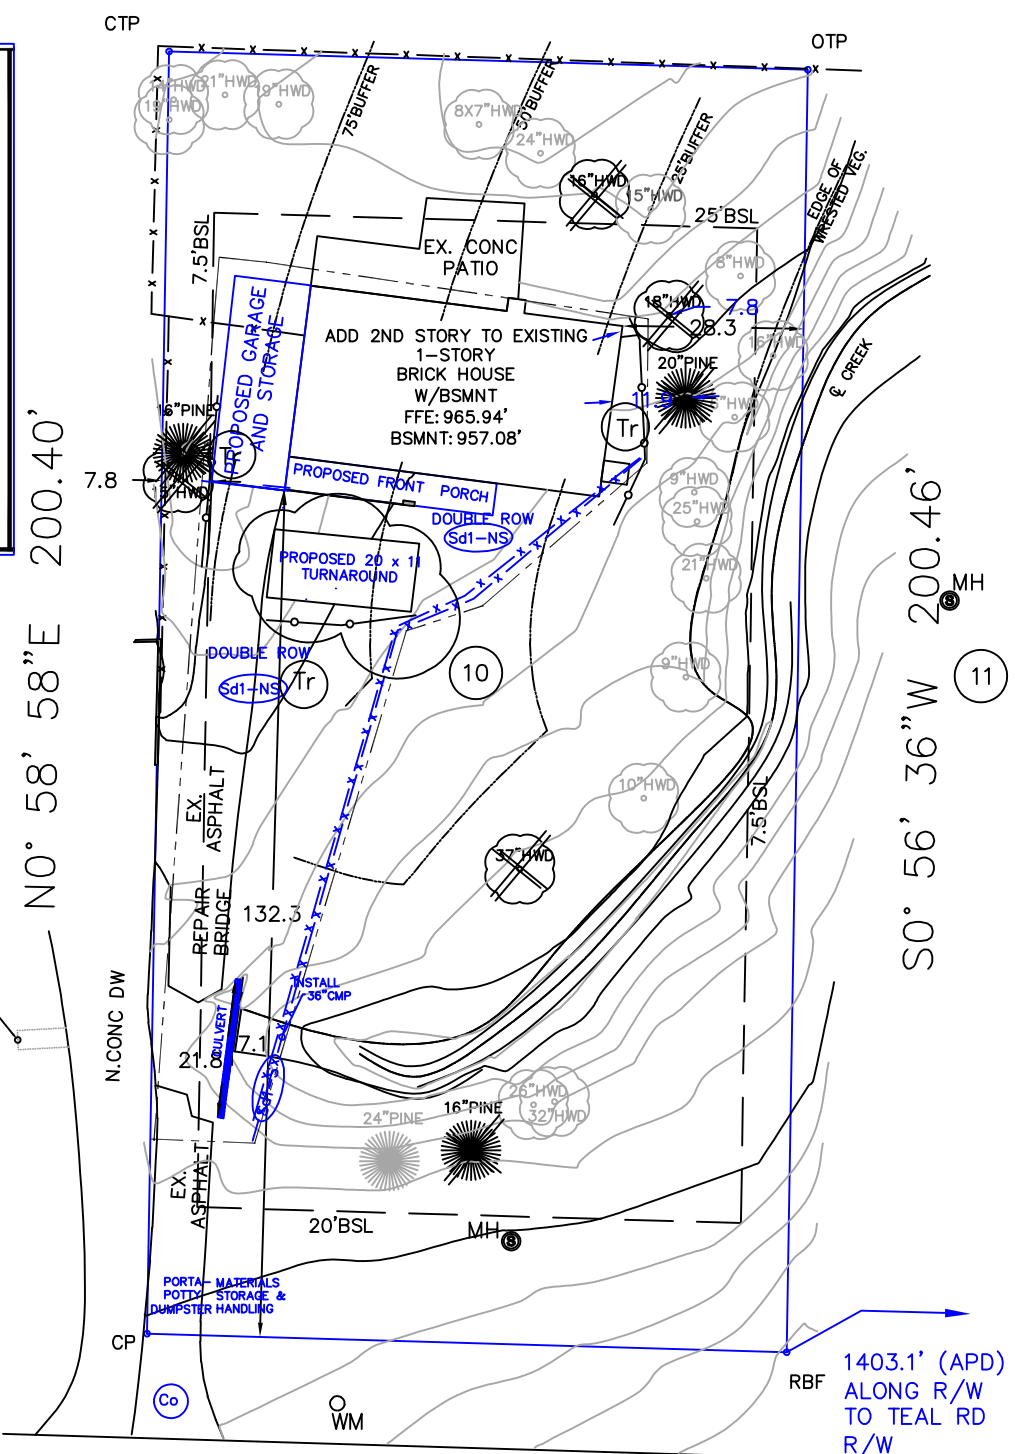 CTP
OTP
21"HWD
19"HWD
19"HWD
75'BUFFER
8X7"HWD
50'BUFFER
24"HWD
25'BUFFER
16"HWD
15"HWD
EDGE OF
WRESTED VEG.
25'BSL
7.5'BSL
EX. CONC
PATIO
8"HWD
18"HWD
7.8
28.3
16"HWD
PROPOSED GARAGE
AND STORAGE
ADD 2ND STORY TO EXISTING
1-STORY
BRICK HOUSE
W/BSMNT
FFE: 965.94'
BSMNT: 957.08'
20"PINE
℄ CREEK
16"PINE
Tr
Tr
7.8
PROPOSED FRONT PORCH
9"HWD
25"HWD
DOUBLE ROW
Sd1-NS
PROPOSED 20 x 11
TURNAROUND
21"HWD
MH
S
N0° 58' 58"E 200.40'
S0° 56' 36"W 200.46'
DOUBLE ROW
Sd1-NS
Tr
10
9"HWD
11
EX.
ASPHALT
10"HWD
7.5'BSL
37"HWD
REPAIR
BRIDGE
132.3
INSTALL
36"CMP
N.CONC DW
CULVERT
7.1
21.8
26"HWD
32"HWD
24"PINE
16"PINE
EX.
ASPHALT
20'BSL
MH
S
PORTA-
POTTY
DUMPSTER
MATERIALS
STORAGE &
HANDLING
CP
RBF
1403.1' (APD)
ALONG R/W
TO TEAL RD
R/W
Co
WM